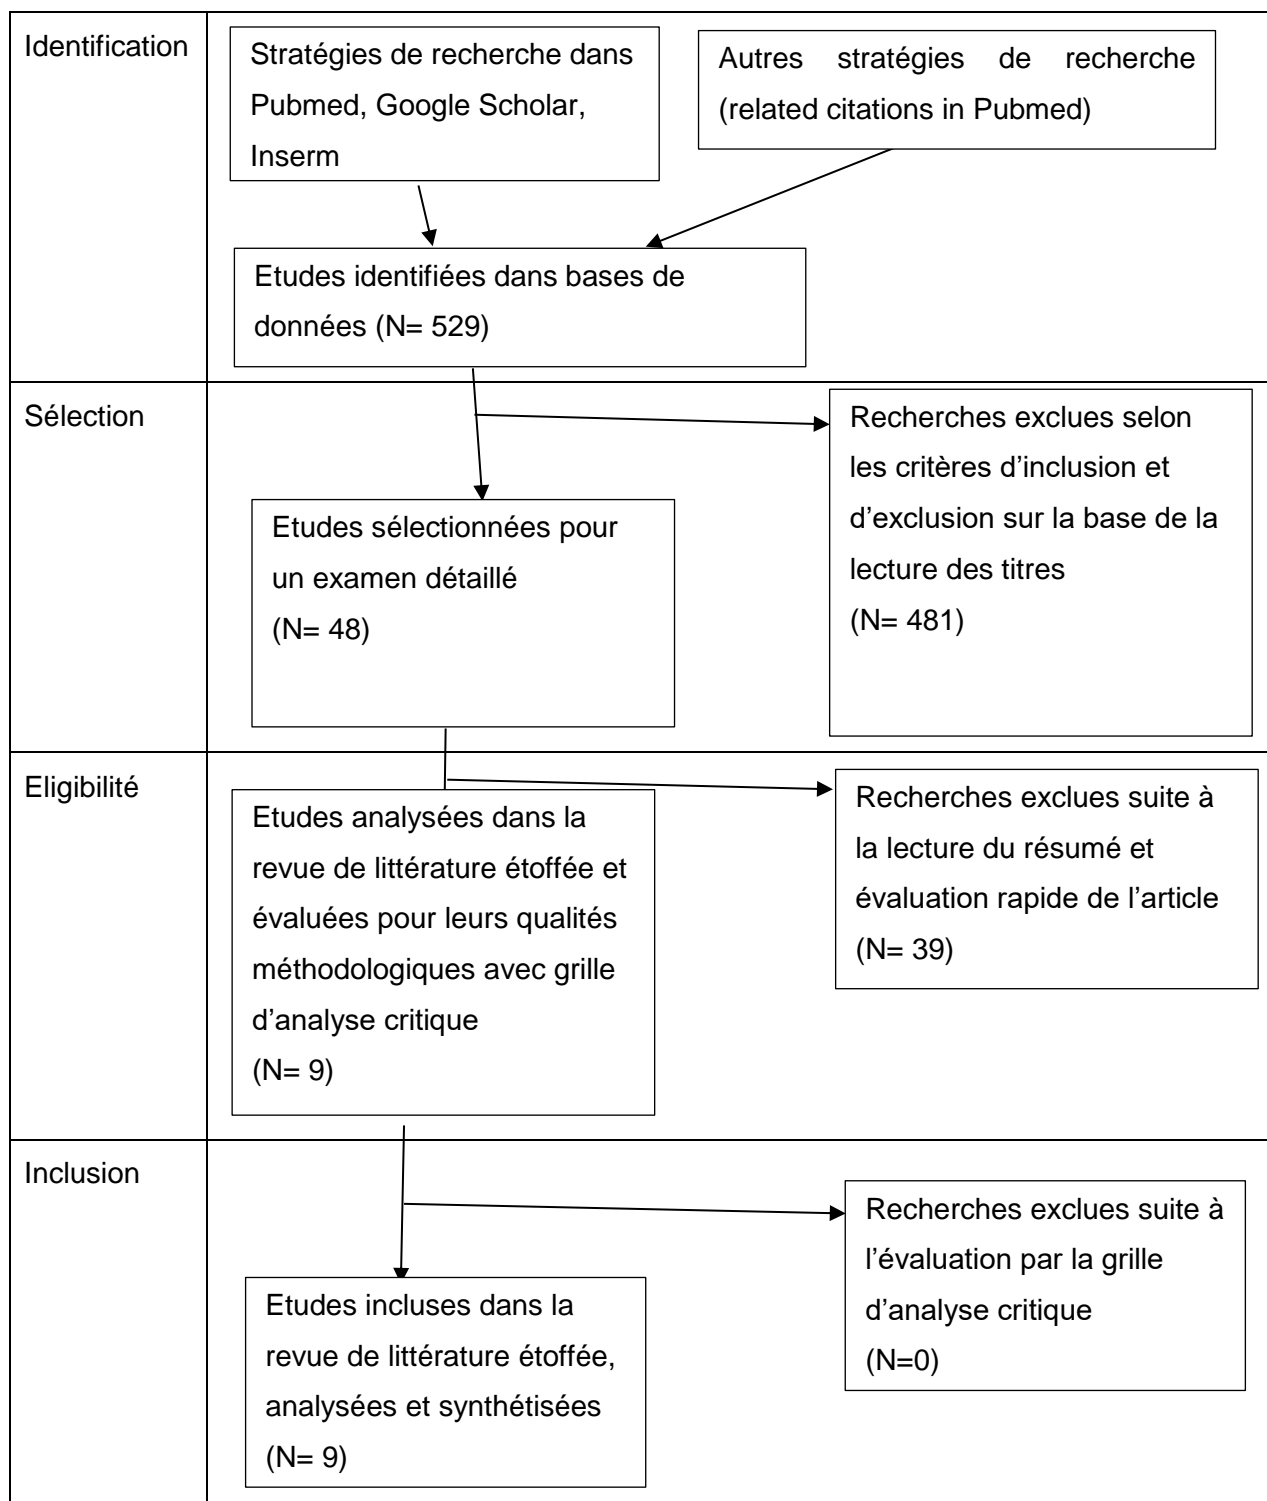 Identification
Stratégies de recherche dans
Pubmed, Google Scholar,
Inserm
Autres stratégies de recherche
(related citations in Pubmed)
Etudes identifiées dans bases de
données (N= 529)
Sélection
Recherches exclues selon
les critères d’inclusion et
d’exclusion sur la base de la
lecture des titres
(N= 481)
Etudes sélectionnées pour
un examen détaillé
(N= 48)
Eligibilité
Etudes analysées dans la
revue de littérature étoffée et
évaluées pour leurs qualités
méthodologiques avec grille
d’analyse critique
(N= 9)
Recherches exclues suite à
la lecture du résumé et
évaluation rapide de l’article
(N= 39)
Inclusion
Recherches exclues suite à
l’évaluation par la grille
d’analyse critique
(N=0)
Etudes incluses dans la
revue de littérature étoffée,
analysées et synthétisées
(N= 9)